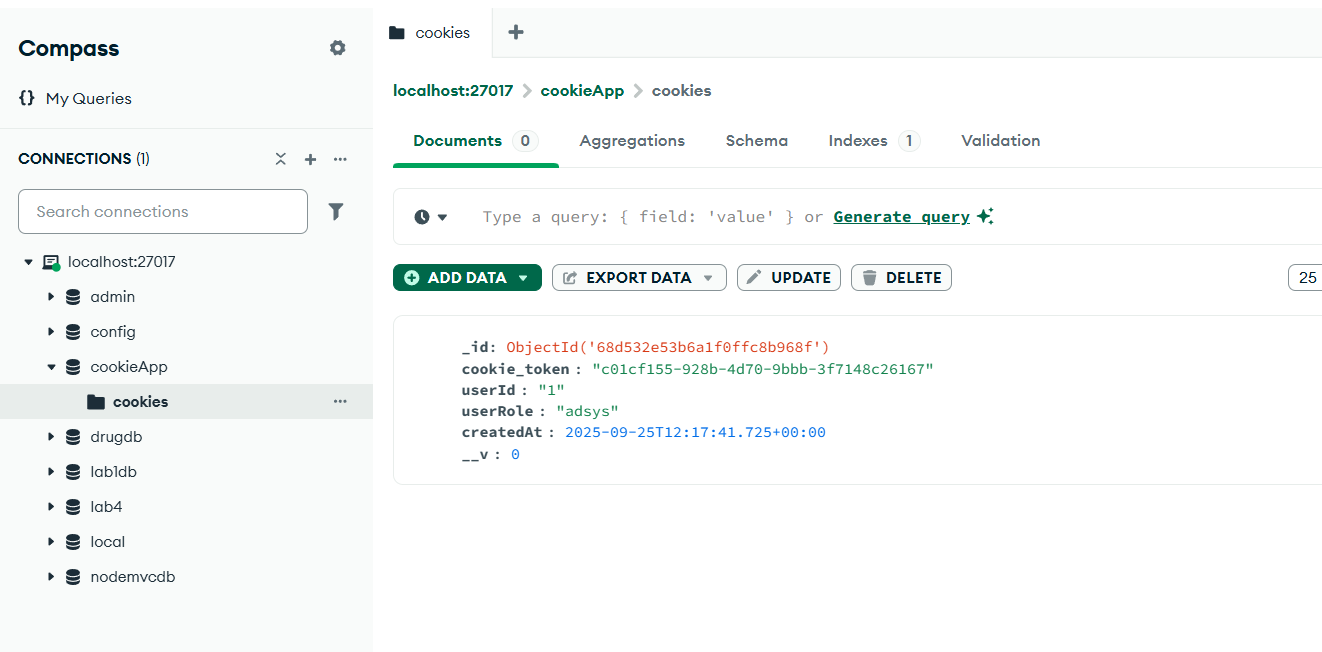 Compass
{} My Queries
CONNECTIONS (1)
Search connections
localhost:27017
admin
config
cookieApp
cookies
drugdb
lab1db
lab4
local
nodemvcdb
cookies
localhost:27017 > cookieApp > cookies
Documents 0 Aggregations Schema Indexes 1 Validation
Type a query: { field: 'value' } or Generate query
ADD DATA EXPORT DATA UPDATE DELETE 25
_id: ObjectId('68d532e53b6a1f0ffc8b968f')
cookie_token : "c01cf155-928b-4d70-9bbb-3f7148c26167"
userId : "1"
userRole : "adsys"
createdAt : 2025-09-25T12:17:41.725+00:00
__v : 0